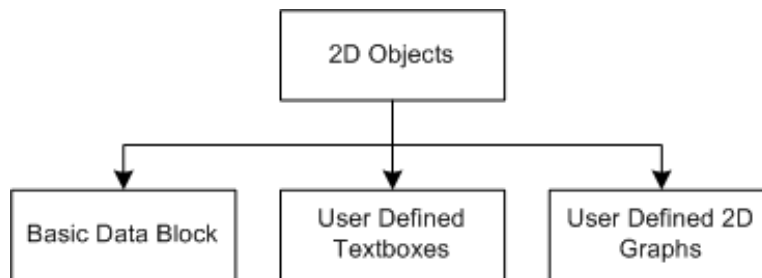 2D Objects
Basic Data Block
User Defined
Textboxes
User Defined 2D
Graphs